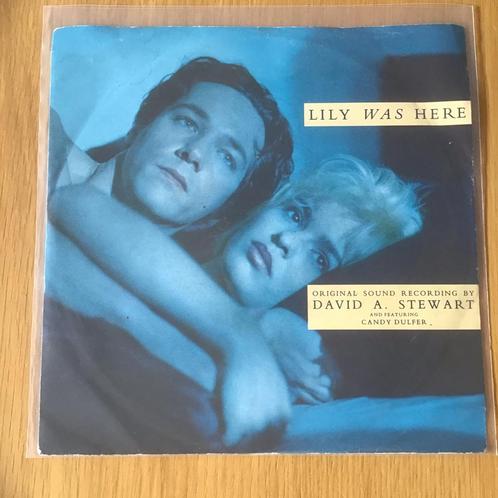 LILY WAS HERE
ORIGINAL SOUND RECORDING BY
DAVID A. STEWART
AND FEATURING
CANDY DULFER